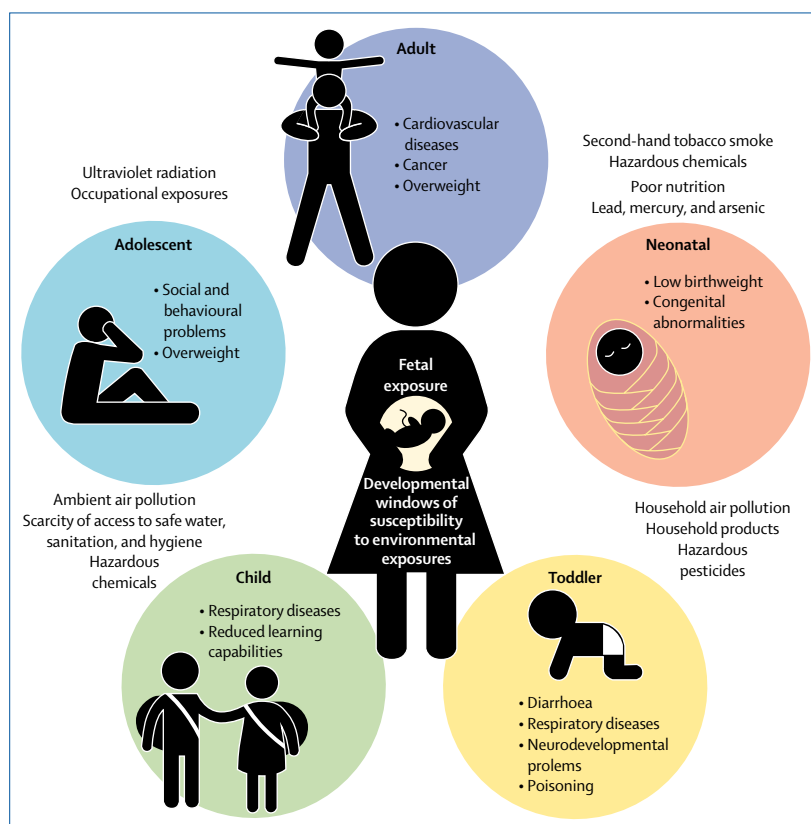 Adult
• Cardiovascular
diseases
• Cancer
• Overweight
Second-hand tobacco smoke
Hazardous chemicals
Poor nutrition
Lead, mercury, and arsenic
Neonatal
• Low birthweight
• Congenital
abnormalities
Household air pollution
Household products
Hazardous
pesticides
Toddler
• Diarrhoea
• Respiratory diseases
• Neurodevelopmental
prolems
• Poisoning
Child
• Respiratory diseases
• Reduced learning
capabilities
Ambient air pollution
Scarcity of access to safe water,
sanitation, and hygiene
Hazardous
chemicals
Adolescent
• Social and
behavioural
problems
• Overweight
Ultraviolet radiation
Occupational exposures
Fetal
exposure
Developmental
windows of
susceptibility
to environmental
exposures